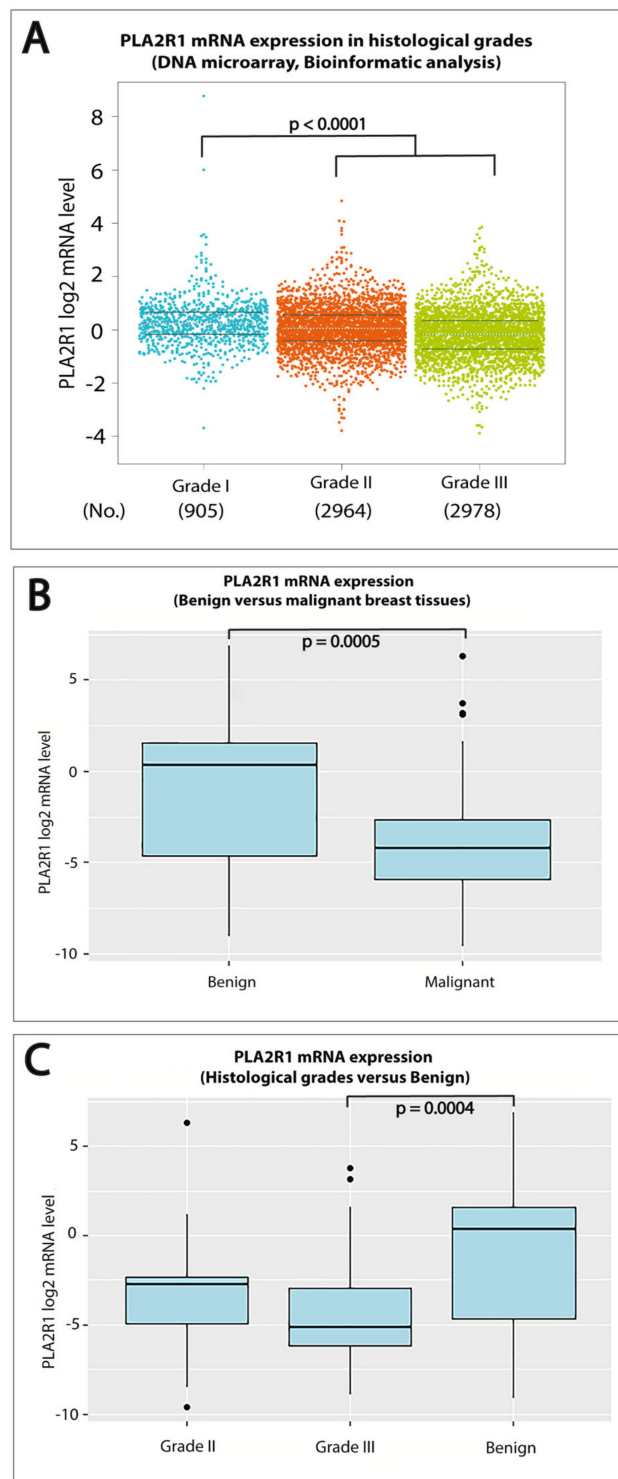 A
PLA2R1 mRNA expression in histological grades
(DNA microarray, Bioinformatic analysis)
PLA2R1 log2 mRNA level
8
6
4
2
0
-2
-4
p < 0.0001
Grade I
Grade II
Grade III
(No.)
(905)
(2964)
(2978)
B
PLA2R1 mRNA expression
(Benign versus malignant breast tissues)
PLA2R1 log2 mRNA level
5
0
-5
-10
p = 0.0005
Benign
Malignant
C
PLA2R1 mRNA expression
(Histological grades versus Benign)
PLA2R1 log2 mRNA level
5
0
-5
-10
p = 0.0004
Grade II
Grade III
Benign